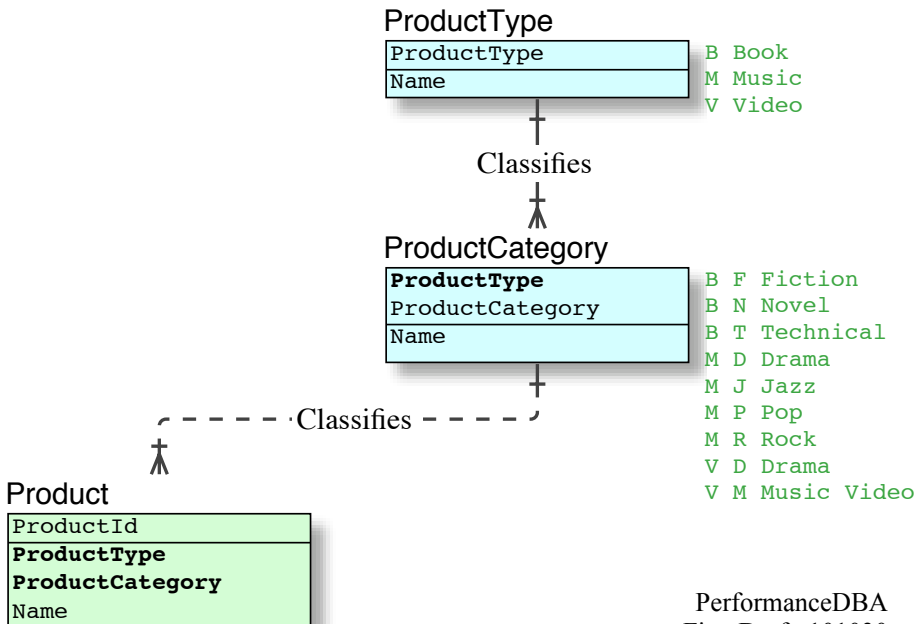 ProductType
ProductType
Name
B Book
M Music
V Video
Classifies
ProductCategory
ProductType
ProductCategory
Name
B F Fiction
B N Novel
B T Technical
M D Drama
M J Jazz
M P Pop
M R Rock
V D Drama
V M Music Video
Classifies
Product
ProductId
ProductType
ProductCategory
Name
PerformanceDBA